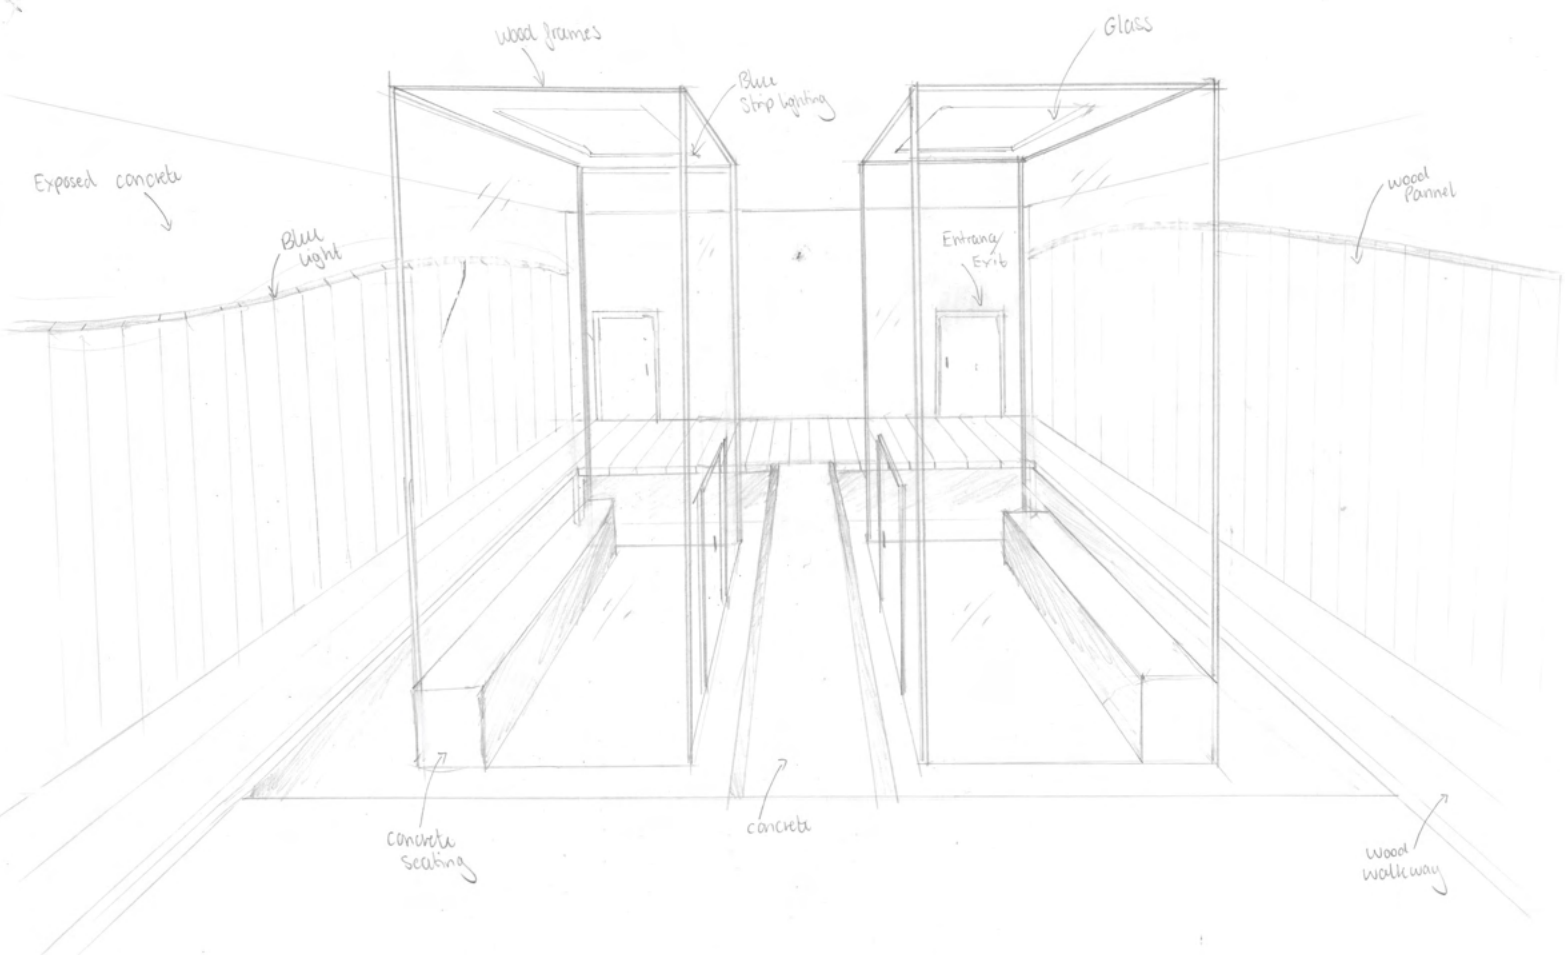 Wood frames
Glass
Blue
Strip lighting
Exposed concrete
Wood
Pannel
Blue
Light
Entrance/
Exit
Concrete
Seating
Concrete
Wood
Walkway